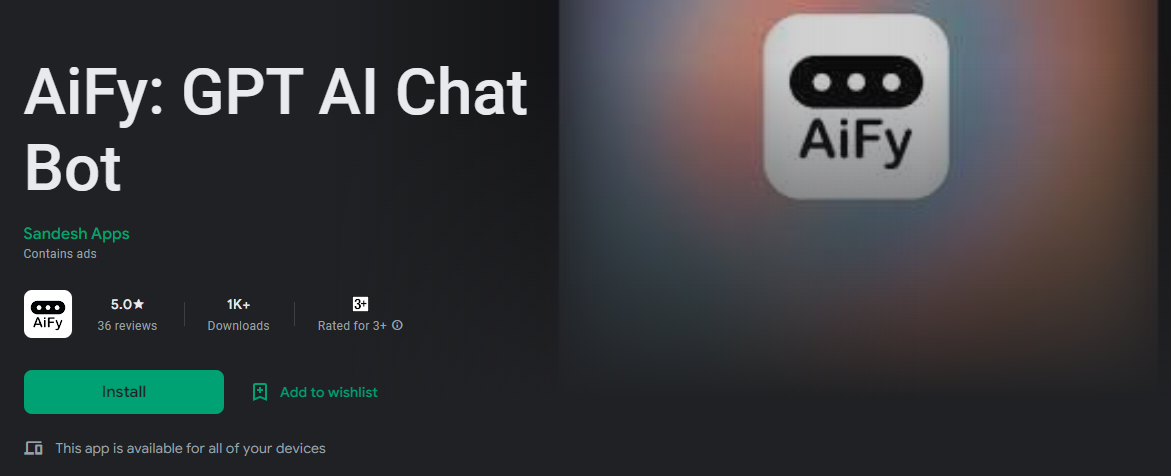 AiFy: GPT AI Chat
Bot
AiFy
Sandesh Apps
Contains ads
AiFy
5.0★
36 reviews
1K+
Downloads
3+
Rated for 3+
Install
Add to wishlist
This app is available for all of your devices